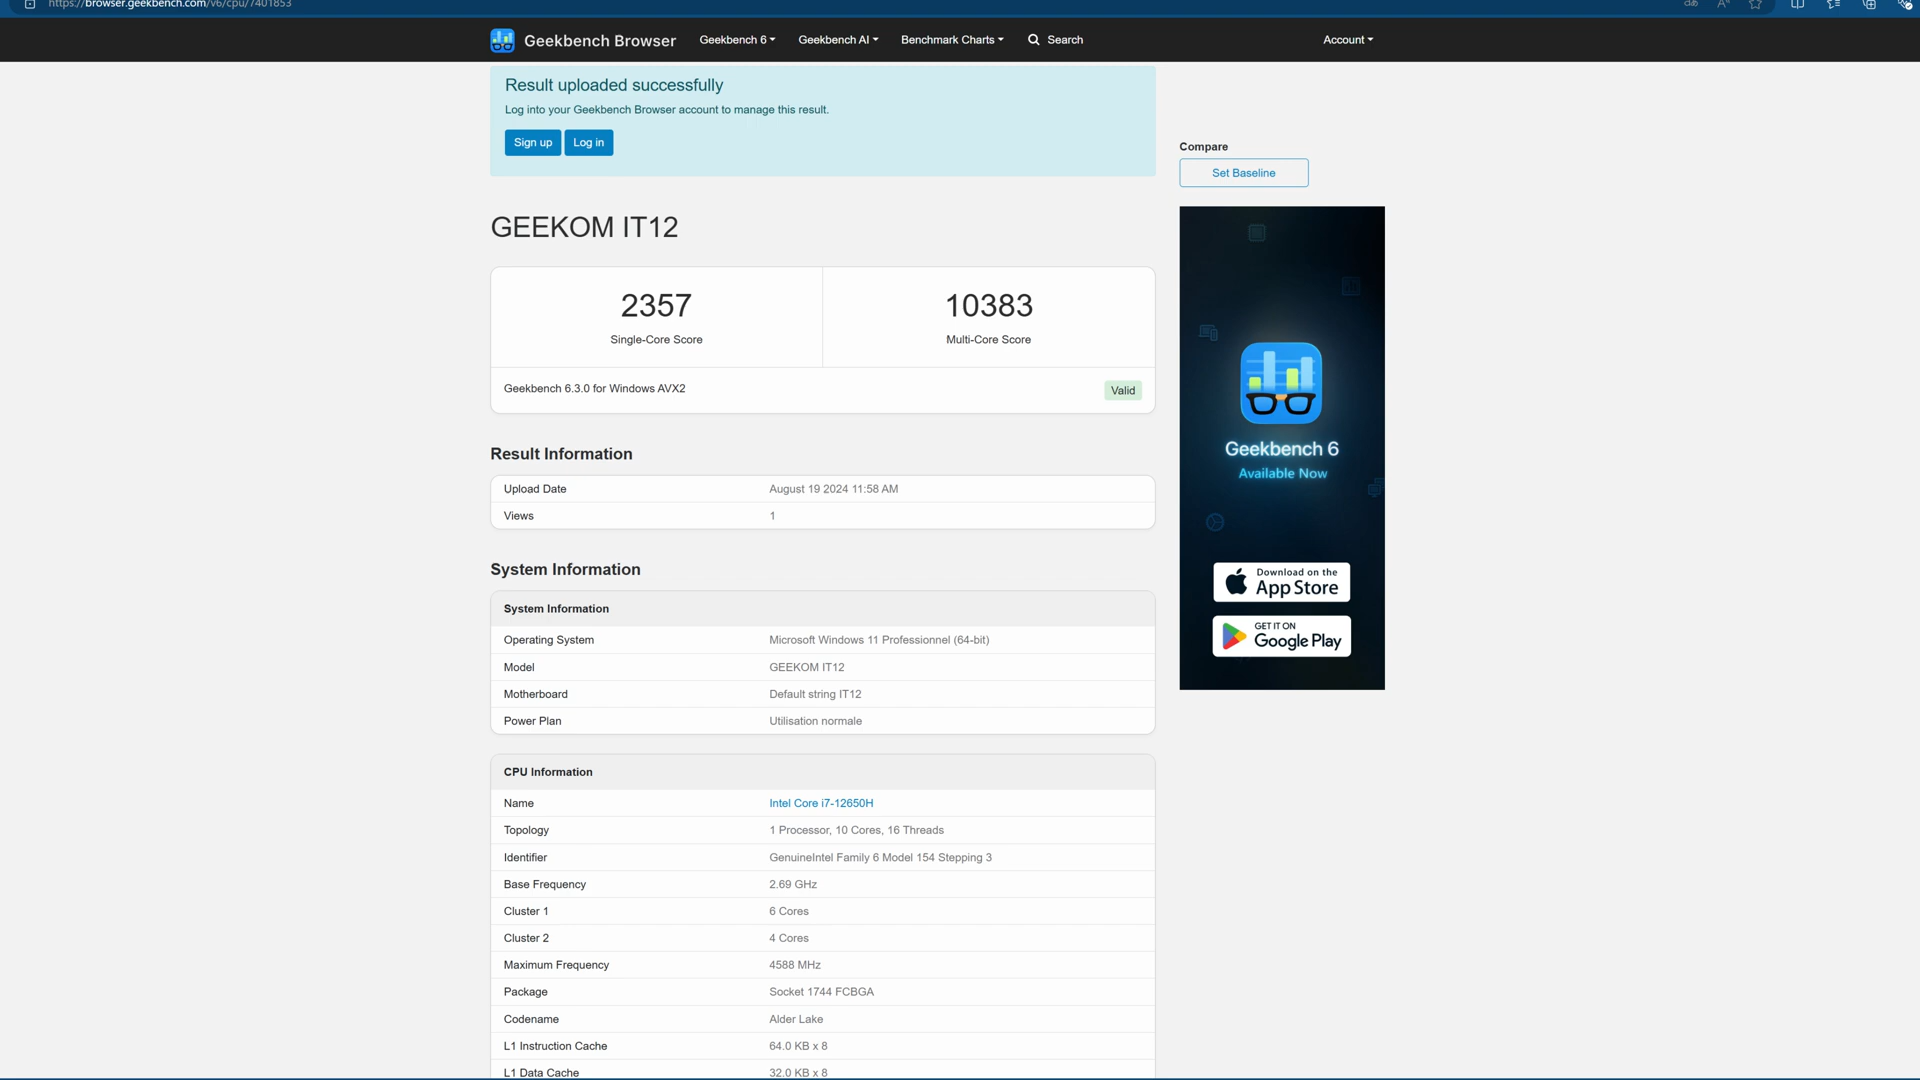 https://browser.geekbench.com/v6/cpu/7401853
Geekbench Browser Geekbench 6 Geekbench AI Benchmark Charts Search Account
Result uploaded successfully
Log into your Geekbench Browser account to manage this result.
Sign up Log in
Compare
Set Baseline
GEEKOM IT12
2357 10383
Single-Core Score Multi-Core Score
Geekbench 6.3.0 for Windows AVX2 Valid
Result Information
Upload Date August 19 2024 11:58 AM
Views 1
System Information
System Information
Operating System Microsoft Windows 11 Professionnel (64-bit)
Model GEEKOM IT12
Motherboard Default string IT12
Power Plan Utilisation normale
CPU Information
Name Intel Core i7-12650H
Topology 1 Processor, 10 Cores, 16 Threads
Identifier GenuineIntel Family 6 Model 154 Stepping 3
Base Frequency 2.69 GHz
Cluster 1 6 Cores
Cluster 2 4 Cores
Maximum Frequency 4588 MHz
Package Socket 1744 FCBGA
Codename Alder Lake
L1 Instruction Cache 64.0 KB x 8
L1 Data Cache 32.0 KB x 8
Geekbench 6
Available Now
Download on the
App Store
GET IT ON
Google Play